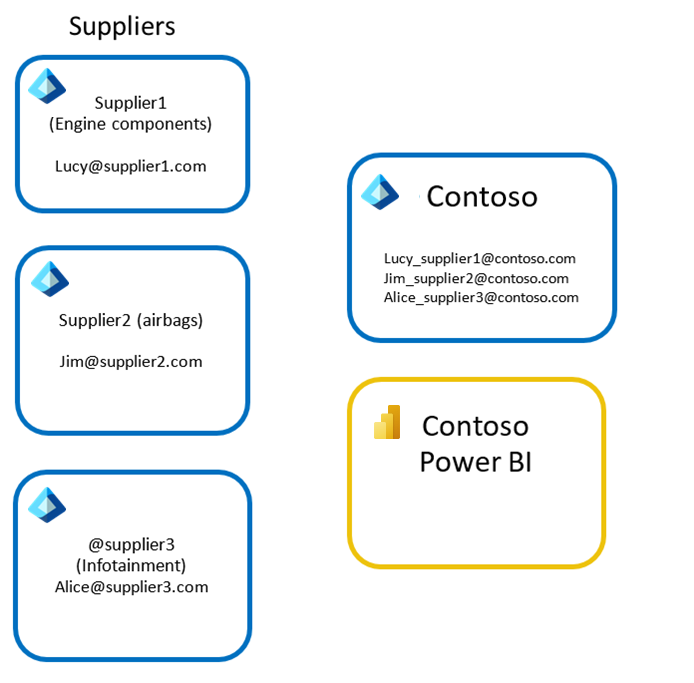 Suppliers
Supplier1
(Engine components)
Lucy@supplier1.com
Supplier2 (airbags)
Jim@supplier2.com
@supplier3
(Infotainment)
Alice@supplier3.com
Contoso
Lucy_supplier1@contoso.com
Jim_supplier2@contoso.com
Alice_supplier3@contoso.com
Contoso
Power BI